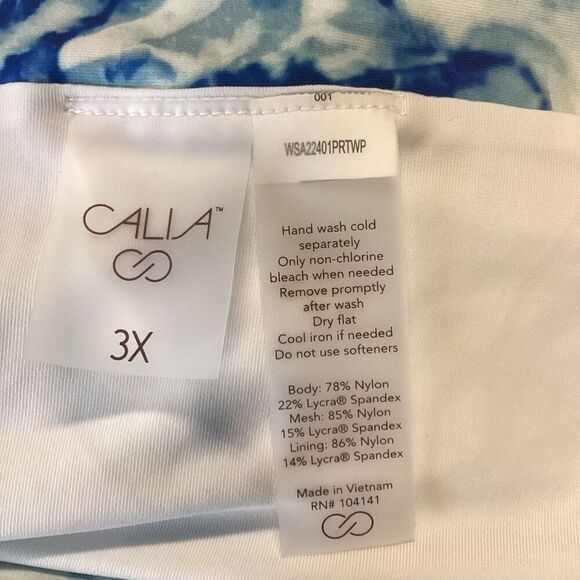 CALIA™
3X
001
WSA22401PRTWP
Hand wash cold
separately
Only non-chlorine
bleach when needed
Remove promptly
after wash
Dry flat
Cool iron if needed
Do not use softeners
Body: 78% Nylon
22% Lycra® Spandex
Mesh: 85% Nylon
15% Lycra® Spandex
Lining: 86% Nylon
14% Lycra® Spandex
Made in Vietnam
RN# 104141